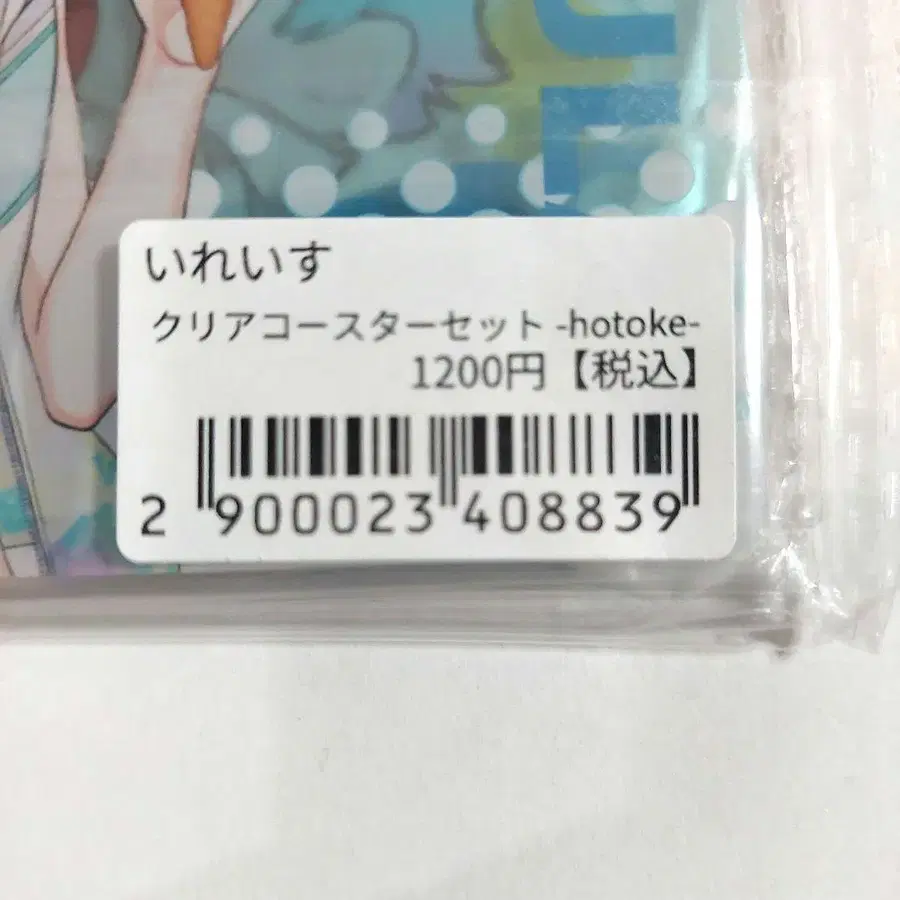 いれいす
クリアコースターセット -hotoke-
1200円【税込】
2 900023 408839